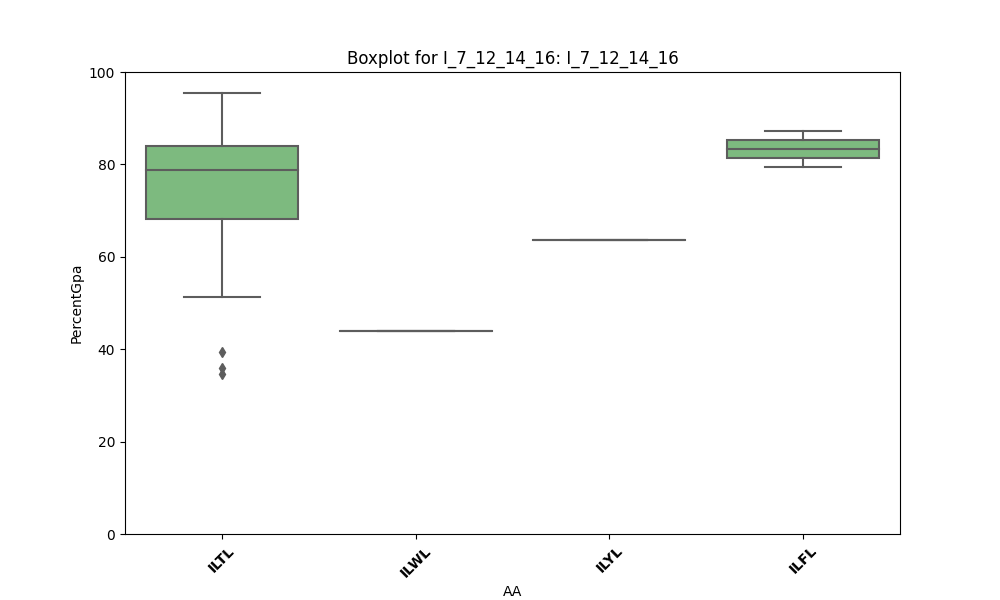 Boxplot for I_7_12_14_16: I_7_12_14_16
100
80
60
40
20
0
PercentGpa
ILTL
ILWL
ILYL
ILFL
AA